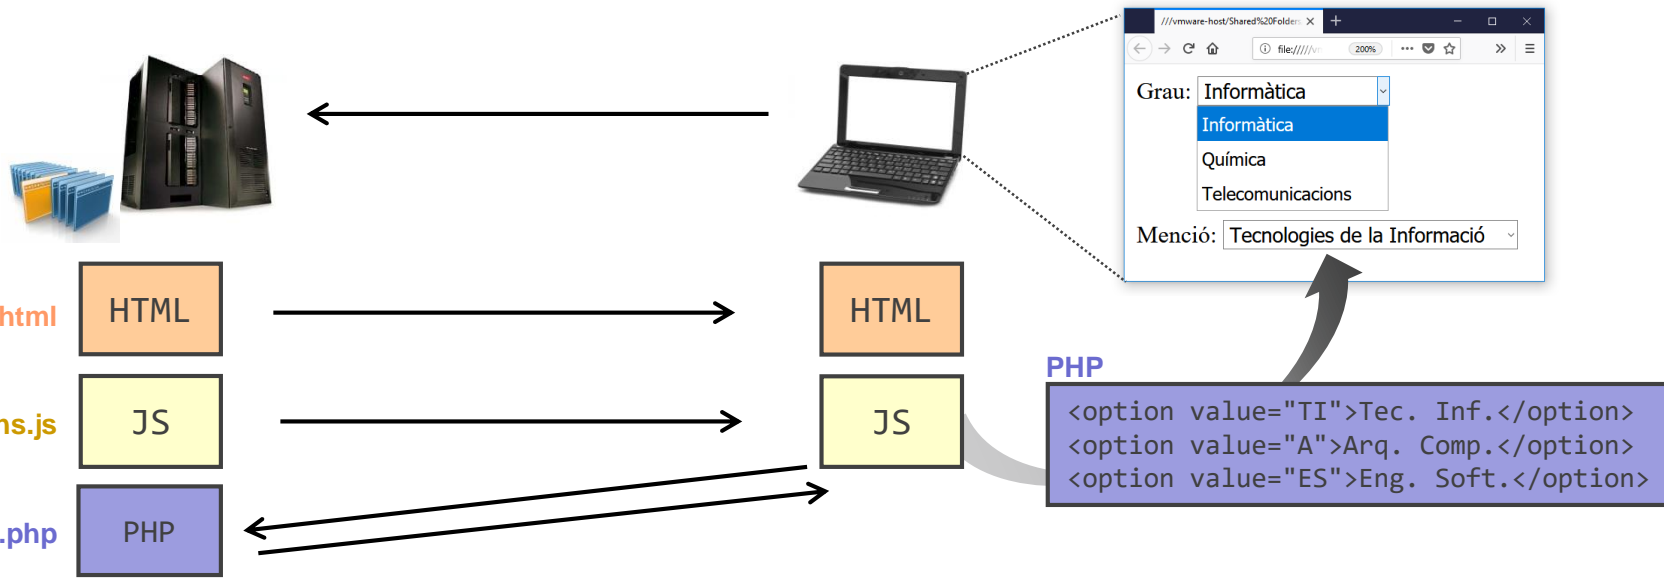 ///vmware-host/Shared%20Folders
file://///vn
200%
Grau: Informàtica
Informàtica
Química
Telecomunicacions
Menció: Tecnologies de la Informació
html HTML HTML
PHP
ns.js JS JS
<option value="TI">Tec. Inf.</option>
<option value="A">Arq. Comp.</option>
<option value="ES">Eng. Soft.</option>
.php PHP